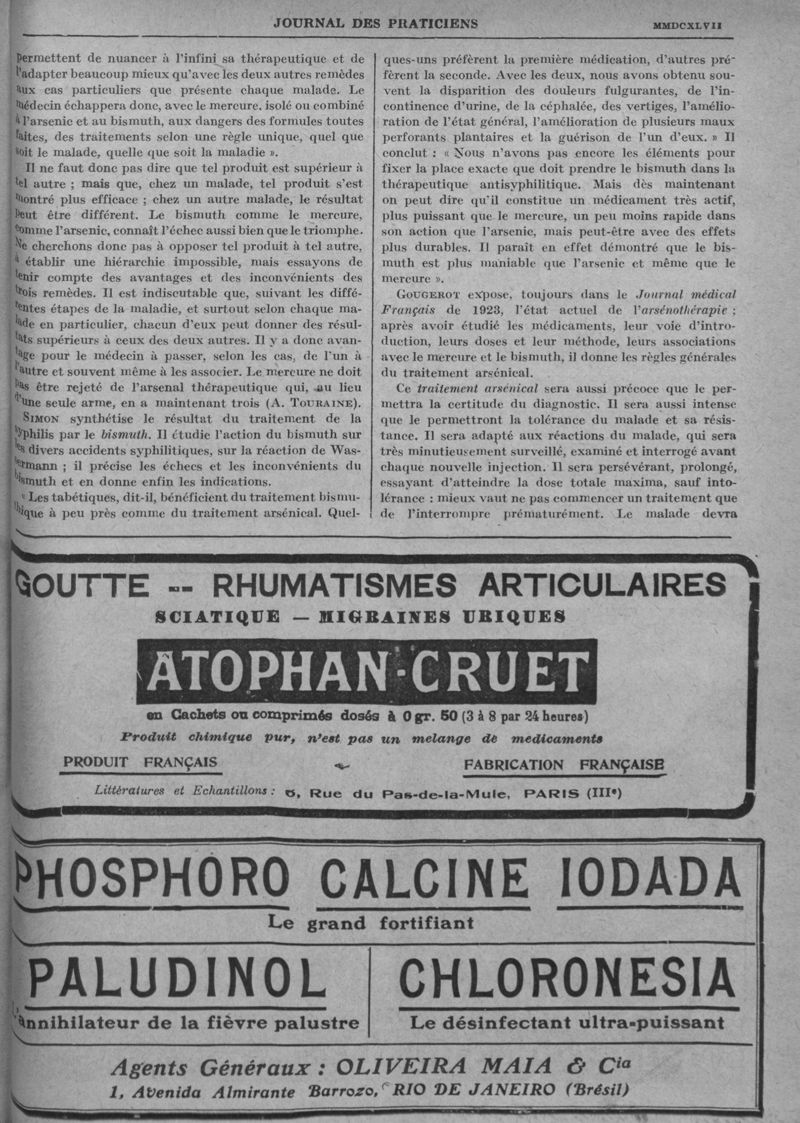 JOURNAL DES PRATICIENS
MMDCXLVII
permettent de nuancer à l'infini sa thérapeutique et de
l'adapter beaucoup mieux qu'avec les deux autres remèdes
aux cas particuliers que présente chaque malade. Le
médecin échappera donc, avec le mercure, isolé ou combiné
à l'arsenic et au bismuth, aux dangers des formules toutes
faites, des traitements selon une règle unique, quel que
soit le malade, quelle que soit la maladie ».
Il ne faut donc pas dire que tel produit est supérieur à
tel autre ; mais que, chez un malade, tel produit s'est
montré plus efficace ; chez un autre malade, le résultat
peut être différent. Le bismuth comme le mercure,
comme l'arsenic, connaît l'échec aussi bien que le triomphe.
Ne cherchons donc pas à opposer tel produit à tel autre,
à établir une hiérarchie impossible, mais essayons de
tenir compte des avantages et des inconvénients des
trois remèdes. Il est indiscutable que, suivant les diffé-
rentes étapes de la maladie, et surtout selon chaque ma-
lade en particulier, chacun d'eux peut donner des résul-
tats supérieurs à ceux des deux autres. Il y a donc avan-
tage pour le médecin à passer, selon les cas, de l'un à
l'autre et souvent même à les associer. Le mercure ne doit
pas être rejeté de l'arsenal thérapeutique qui, au lieu
d'une seule arme, en a maintenant trois (A. TOURAINE).
SIMON synthétise le résultat du traitement de la
syphilis par le bismuth. Il étudie l'action du bismuth sur
les divers accidents syphilitiques, sur la réaction de Was-
sermann ; il précise les échecs et les inconvénients du
bismuth et en donne enfin les indications.
« Les tabétiques, dit-il, bénéficient du traitement bismu-
thique à peu près comme du traitement arsénical. Quel-
ques-uns préfèrent la première médication, d'autres pré-
fèrent la seconde. Avec les deux, nous avons obtenu sou-
vent la disparition des douleurs fulgurantes, de l'in-
continence d'urine, de la céphalée, des vertiges, l'amélio-
ration de l'état général, l'amélioration de plusieurs maux
perforants plantaires et la guérison de l'un d'eux. » Il
conclut : « Nous n'avons pas encore les éléments pour
fixer la place exacte que doit prendre le bismuth dans la
thérapeutique antisyphilitique. Mais dès maintenant
on peut dire qu'il constitue un médicament très actif,
plus puissant que le mercure, un peu moins rapide dans
son action que l'arsenic, mais peut-être avec des effets
plus durables. Il paraît en effet démontré que le bis-
muth est plus maniable que l'arsenic et même que le
mercure ».
GOUGEROT expose, toujours dans le Journal médical
Français de 1923, l'état actuel de l'arsénothérapie ;
après avoir étudié les médicaments, leur voie d'intro-
duction, leurs doses et leur méthode, leurs associations
avec le mercure et le bismuth, il donne les règles générales
du traitement arsénical.
Ce traitement arsénical sera aussi précoce que le per-
mettra la certitude du diagnostic. Il sera aussi intense
que le permettront la tolérance du malade et sa résis-
tance. Il sera adapté aux réactions du malade, qui sera
très minutieusement surveillé, examiné et interrogé avant
chaque nouvelle injection. Il sera persévérant, prolongé,
essayant d'atteindre la dose totale maxima, sauf into-
lérance : mieux vaut ne pas commencer un traitement que
de l'interrompre prématurément. Le malade devra
GOUTTE -- RHUMATISMES ARTICULAIRES
SCIATIQUE — MIGRAINES URIQUES
ATOPHAN-CRUET
en Cachets ou comprimés dosés à 0 gr. 50 (3 à 8 par 24 heures)
Produit chimique pur, n'est pas un melange de medicaments
PRODUIT FRANÇAIS
FABRICATION FRANÇAISE
Littératures et Echantillons : 6, Rue du Pas-de-la-Mule, PARIS (IIIe)
PHOSPHORO CALCINE IODADA
Le grand fortifiant
PALUDINOL
Annihilateur de la fièvre palustre
CHLORONESIA
Le désinfectant ultra-puissant
Agents Généraux : OLIVEIRA MAIA & Cia
1, Avenida Almirante Barrozo, RIO DE JANEIRO (Brésil)